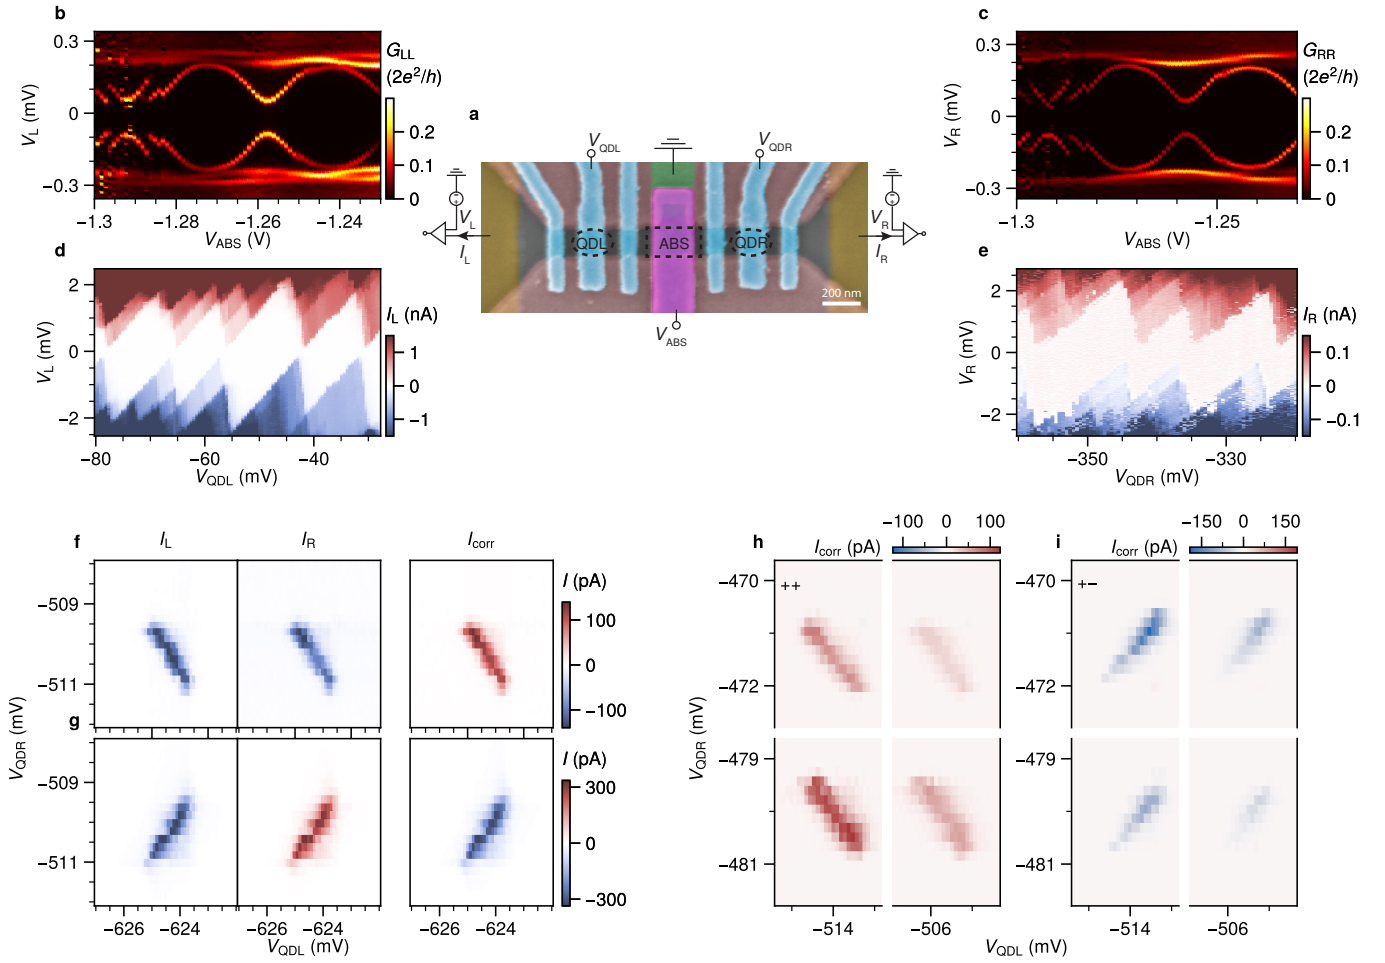 b
0.3
0
−0.3
V_L (mV)
G_LL
(2e²/h)
0.2
0.1
0
−1.3
−1.28
−1.26
−1.24
V_ABS (V)
a
V_QDL
V_QDR
V_L
I_L
QDL
ABS
QDR
V_R
I_R
200 nm
V_ABS
c
0.3
0
−0.3
V_R (mV)
G_RR
(2e²/h)
0.2
0.1
0
−1.3
−1.25
V_ABS (V)
d
2
0
−2
V_L (mV)
I_L (nA)
1
0
−1
−80
−60
−40
V_QDL (mV)
e
2
0
−2
V_R (mV)
I_R (nA)
0.1
0
−0.1
−350
−330
V_QDR (mV)
f
I_L
I_R
I_corr
−509
−511
I (pA)
100
0
−100
g
V_QDR (mV)
−509
−511
I (pA)
300
0
−300
−626
−624
−626
−624
−626
−624
V_QDL (mV)
h
I_corr (pA)
−100
0
100
++
−470
−472
V_QDR (mV)
−479
−481
−514
−506
i
I_corr (pA)
−150
0
150
+−
−470
−472
−479
−481
−514
−506
V_QDL (mV)